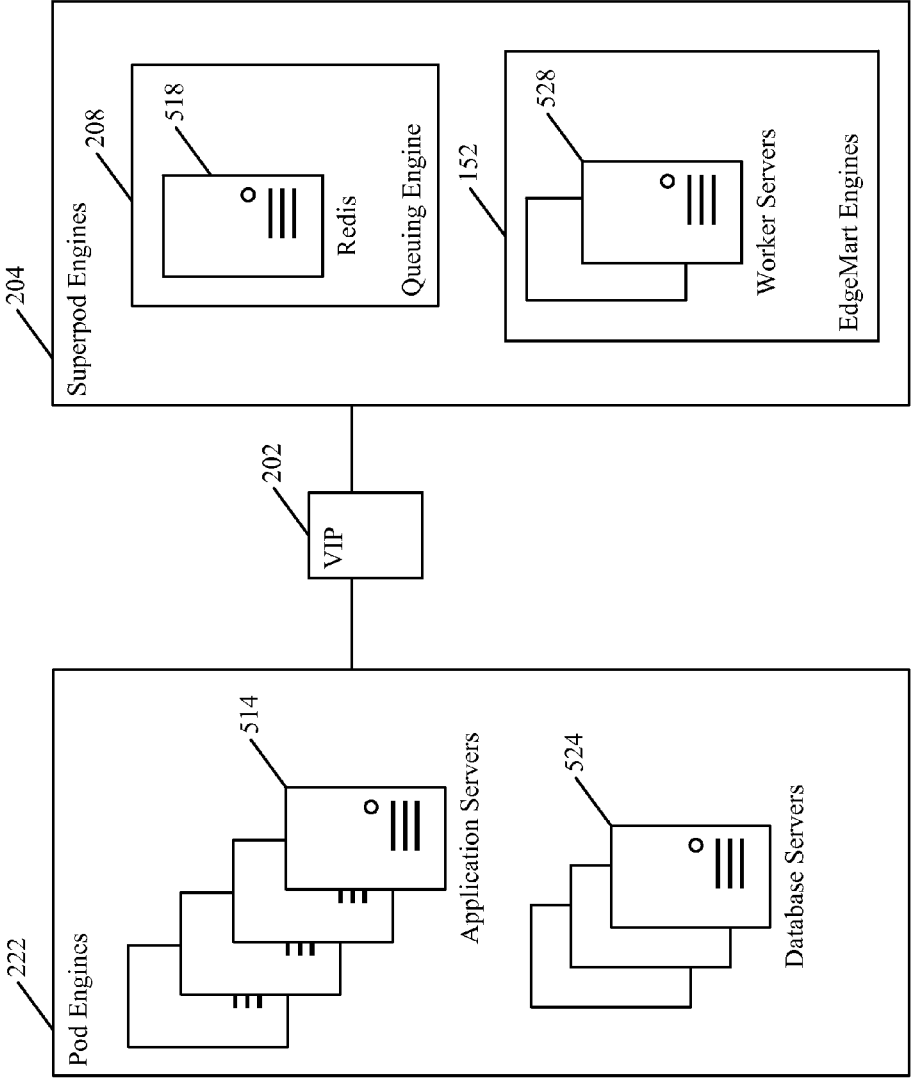 222
Pod Engines
514
Application Servers
524
Database Servers
202
VIP
204
Superpod Engines
208
518
Redis
Queuing Engine
152
528
Worker Servers
EdgeMart Engines